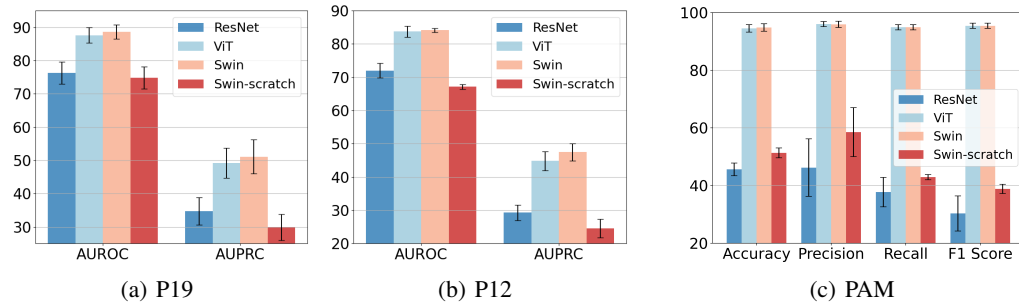 90
80
70
60
50
40
30
ResNet
ViT
Swin
Swin-scratch
AUROC
AUPRC
(a) P19
90
80
70
60
50
40
30
20
ResNet
ViT
Swin
Swin-scratch
AUROC
AUPRC
(b) P12
100
80
60
40
20
ResNet
ViT
Swin
Swin-scratch
Accuracy
Precision
Recall
F1 Score
(c) PAM